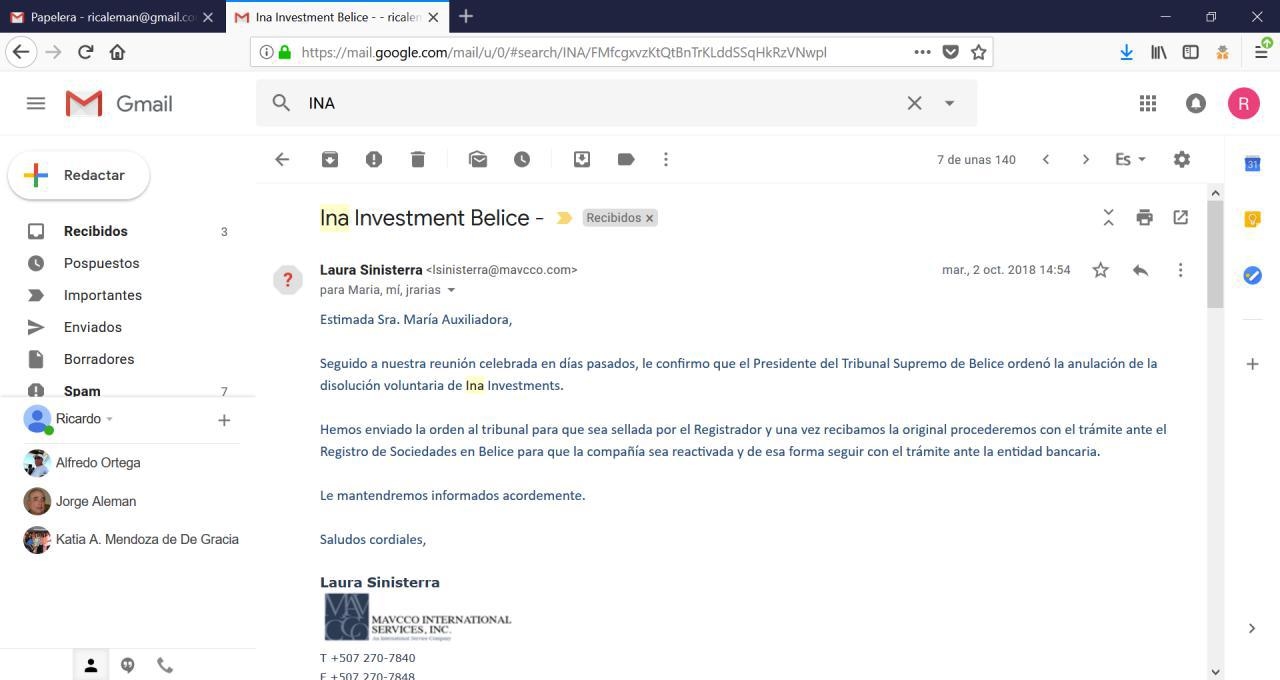 Papelera - ricaleman@gmail.co
Ina Investment Belice - - ricalen
https://mail.google.com/mail/u/0/#search/INA/FMfcgxvzKtQtBnTrKLddSSqHkRzVNwpl
Gmail
INA
R
Redactar
7 de unas 140
Es
31
Recibidos 3
Pospuestos
Importantes
Enviados
Borradores
Spam 7
Ricardo
Alfredo Ortega
Jorge Aleman
Katia A. Mendoza de De Gracia
Ina Investment Belice -
Recibidos x
Laura Sinisterra <lsinisterra@mavcco.com>
mar., 2 oct. 2018 14:54
para Maria, mí, jrarias
Estimada Sra. María Auxiliadora,
Seguido a nuestra reunión celebrada en días pasados, le confirmo que el Presidente del Tribunal Supremo de Belice ordenó la anulación de la
disolución voluntaria de Ina Investments.
Hemos enviado la orden al tribunal para que sea sellada por el Registrador y una vez recibamos la original procederemos con el trámite ante el
Registro de Sociedades en Belice para que la compañía sea reactivada y de esa forma seguir con el trámite ante la entidad bancaria.
Le mantendremos informados acordemente.
Saludos cordiales,
Laura Sinisterra
MAVCCO INTERNATIONAL
SERVICES, INC.
An International Service Company
T +507 270-7840
F +507 270-7848